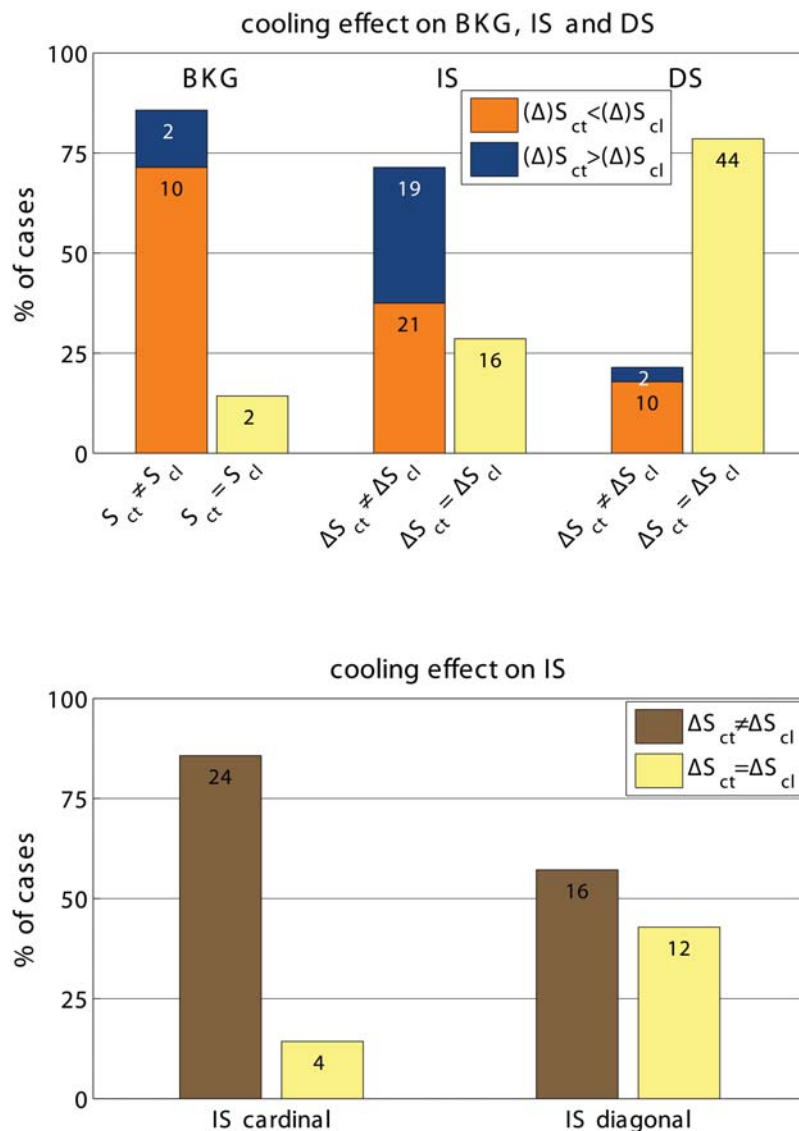 cooling effect on BKG, IS and DS
100
75
50
25
0
% of cases
BKG
IS
DS
(Δ)S ct<(Δ)S cl
(Δ)S ct>(Δ)S cl
2
10
2
19
21
16
2
10
44
S ct ≠ S cl
S ct = S cl
ΔS ct ≠ ΔS cl
ΔS ct = ΔS cl
ΔS ct ≠ ΔS cl
ΔS ct = ΔS cl
cooling effect on IS
100
75
50
25
0
% of cases
ΔS ct≠ΔS cl
ΔS ct=ΔS cl
24
4
16
12
IS cardinal
IS diagonal